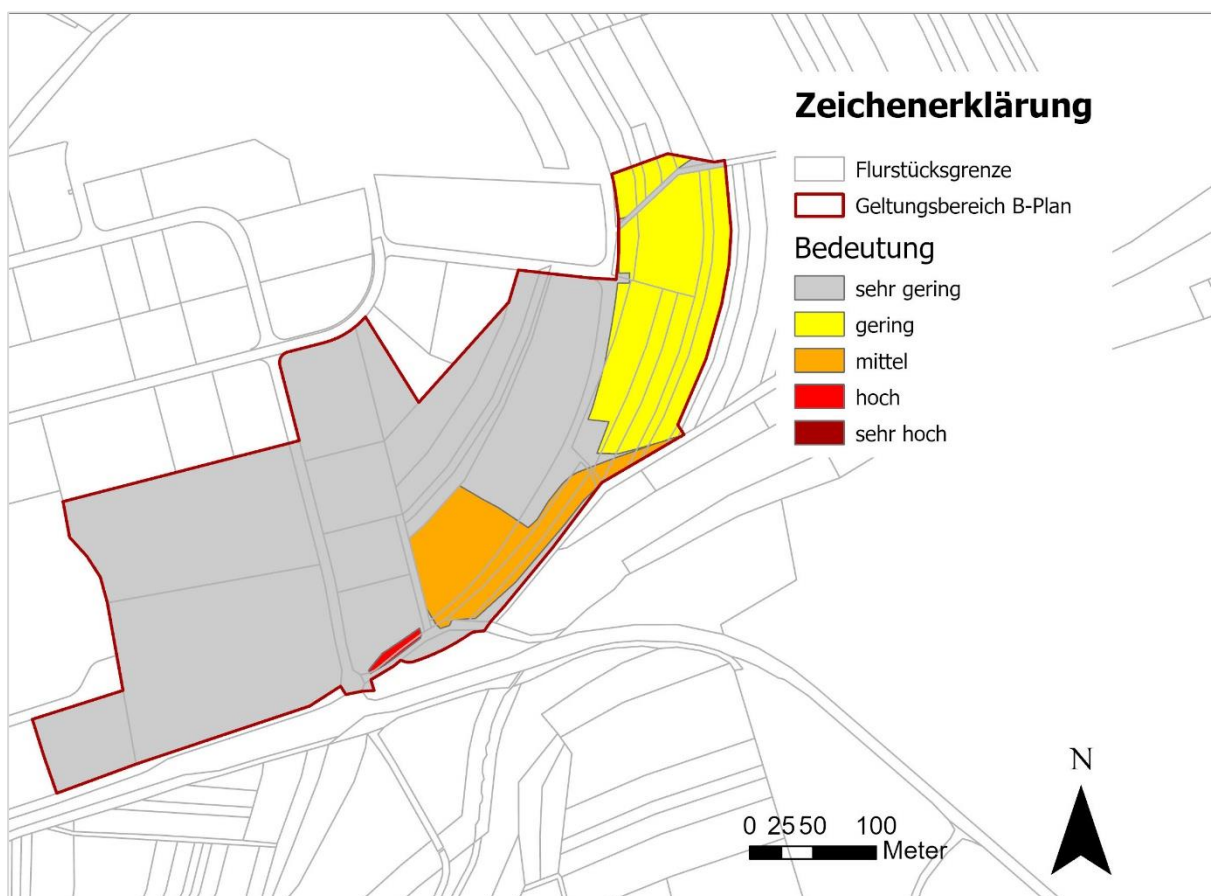 Zeichenerklärung
Flurstücksgrenze
Geltungsbereich B-Plan
Bedeutung
sehr gering
gering
mittel
hoch
sehr hoch
N
0 25 50 100
Meter